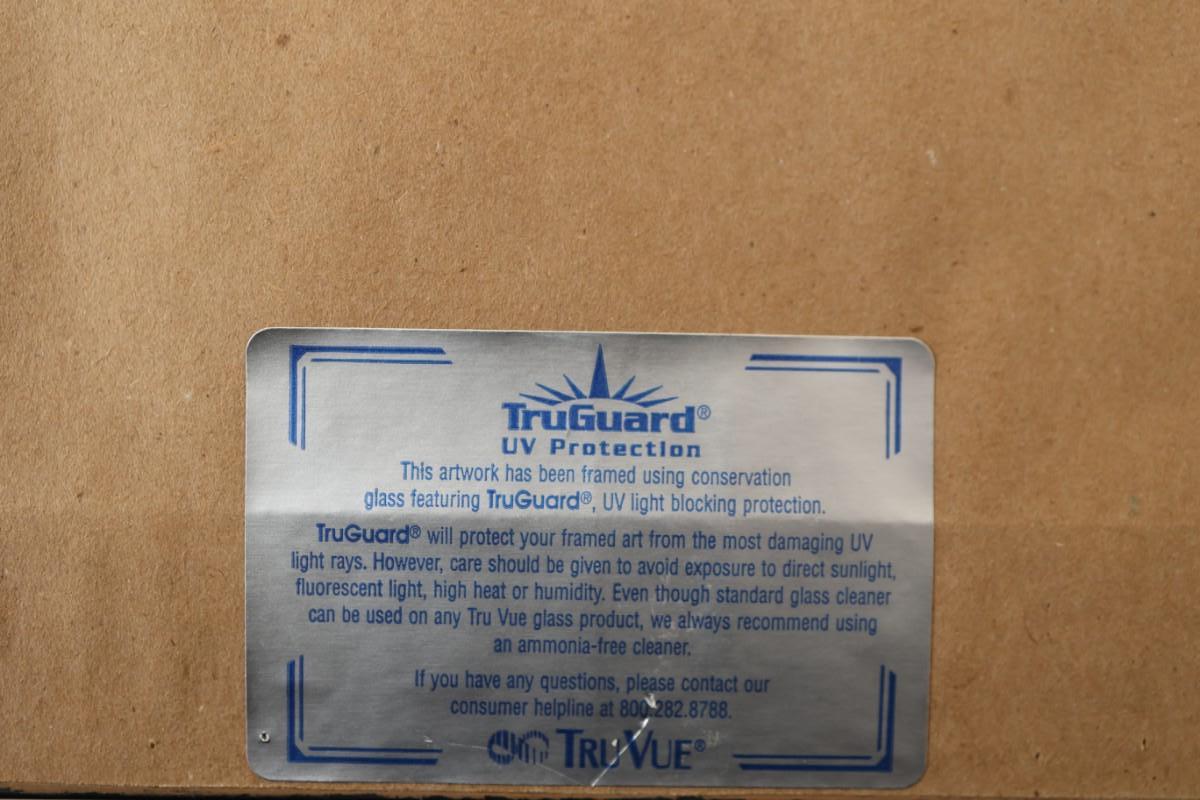 TruGuard®
UV Protection
This artwork has been framed using conservation
glass featuring TruGuard®, UV light blocking protection.
TruGuard® will protect your framed art from the most damaging UV
light rays. However, care should be given to avoid exposure to direct sunlight,
fluorescent light, high heat or humidity. Even though standard glass cleaner
can be used on any Tru Vue glass product, we always recommend using
an ammonia-free cleaner.
If you have any questions, please contact our
consumer helpline at 800.282.8788.
TRU VUE®